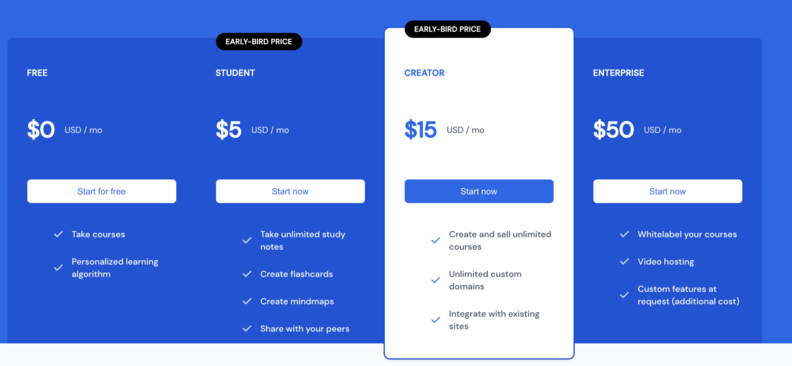 FREE
$0 USD / mo
Start for free
Take courses
Personalized learning
algorithm
EARLY-BIRD PRICE
STUDENT
$5 USD / mo
Start now
Take unlimited study
notes
Create flashcards
Create mindmaps
Share with your peers
EARLY-BIRD PRICE
CREATOR
$15 USD / mo
Start now
Create and sell unlimited
courses
Unlimited custom
domains
Integrate with existing
sites
ENTERPRISE
$50 USD / mo
Start now
Whitelabel your courses
Video hosting
Custom features at
request (additional cost)